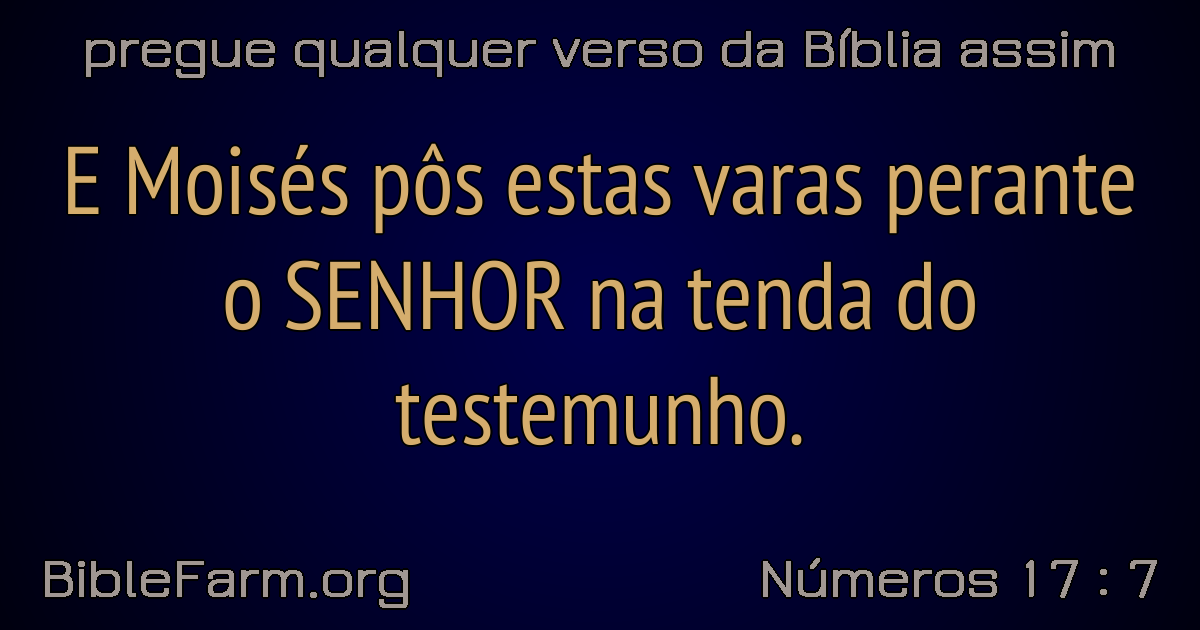 pregue qualquer verso da Bíblia assim
E Moisés pôs estas varas perante
o SENHOR na tenda do
testemunho.
BibleFarm.org
Números 17 : 7